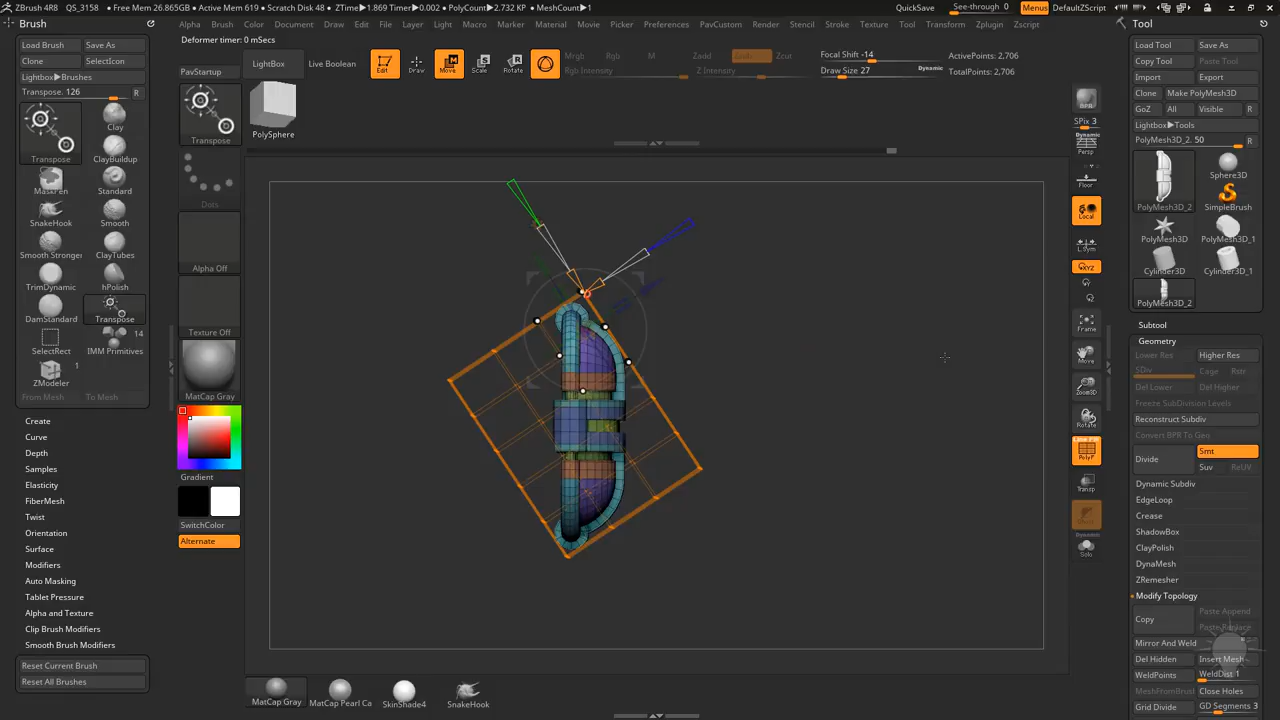 ZBrush 4R8 QS_3158 • Free Mem 26.865GB • Active Mem 619 • Scratch Disk 48 • ZTime▶1.869 Timer▶0.002 • PolyCount▶2.732 KP • MeshCount▶1
QuickSave
See-through 0
Menus
DefaultZScript
Brush
Alpha Brush Color Document Draw Edit File Layer Light Macro Marker Material Movie Picker Preferences PavCustom Render Stencil Stroke Texture Tool Transform Zplugin Zscript
Deformer timer: 0 mSecs
Load Brush
Save As
Clone
SelectIcon
Lightbox▶Brushes
Transpose. 126
R
Transpose
Clay
ClayBuildup
MaskPen
Standard
SnakeHook
Smooth
Smooth Stronger
ClayTubes
TrimDynamic
hPolish
DamStandard
Transpose
SelectRect
14
IMM Primitives
1
ZModeler
From Mesh
To Mesh
Create
Curve
Depth
Samples
Elasticity
FiberMesh
Twist
Orientation
Surface
Modifiers
Auto Masking
Tablet Pressure
Alpha and Texture
Clip Brush Modifiers
Smooth Brush Modifiers
Reset Current Brush
Reset All Brushes
PavStartup
Transpose
Dots
Alpha Off
Texture Off
MatCap Gray
Gradient
SwitchColor
Alternate
LightBox
Live Boolean
Edit
Draw
Move
Scale
Rotate
Mrgb
Rgb
M
Rgb Intensity
Zadd
Zcut
Z Intensity
Focal Shift -14
Draw Size 27
Dynamic
ActivePoints: 2,706
TotalPoints: 2,706
PolySphere
MatCap Gray
MatCap Pearl Ca
SkinShade4
SnakeHook
BPR
SPix 3
Persp
Floor
Local
L.Sym
XYZ
Frame
Move
Zoom3D
Rotate
Line Fill
PolyF
Transp
Dynamic
Solo
Tool
Load Tool
Save As
Copy Tool
Paste Tool
Import
Export
Clone
Make PolyMesh3D
GoZ
All
Visible
R
Lightbox▶Tools
PolyMesh3D_2. 50
R
PolyMesh3D_2
Sphere3D
SimpleBrush
PolyMesh3D
PolyMesh3D_1
Cylinder3D
Cylinder3D_1
PolyMesh3D_2
Subtool
Geometry
Lower Res
Higher Res
SDiv
Cage
Rstr
Del Lower
Del Higher
Freeze SubDivision Levels
Reconstruct Subdiv
Convert BPR To Geo
Divide
Smt
Suv
ReUV
Dynamic Subdiv
EdgeLoop
Crease
ShadowBox
ClayPolish
DynaMesh
ZRemesher
Modify Topology
Copy
Paste Append
Paste Replace
Mirror And Weld
Del Hidden
Insert Mesh
WeldPoints
WeldDist 1
MeshFromBrush
Close Holes
Grid Divide
GD Segments 3